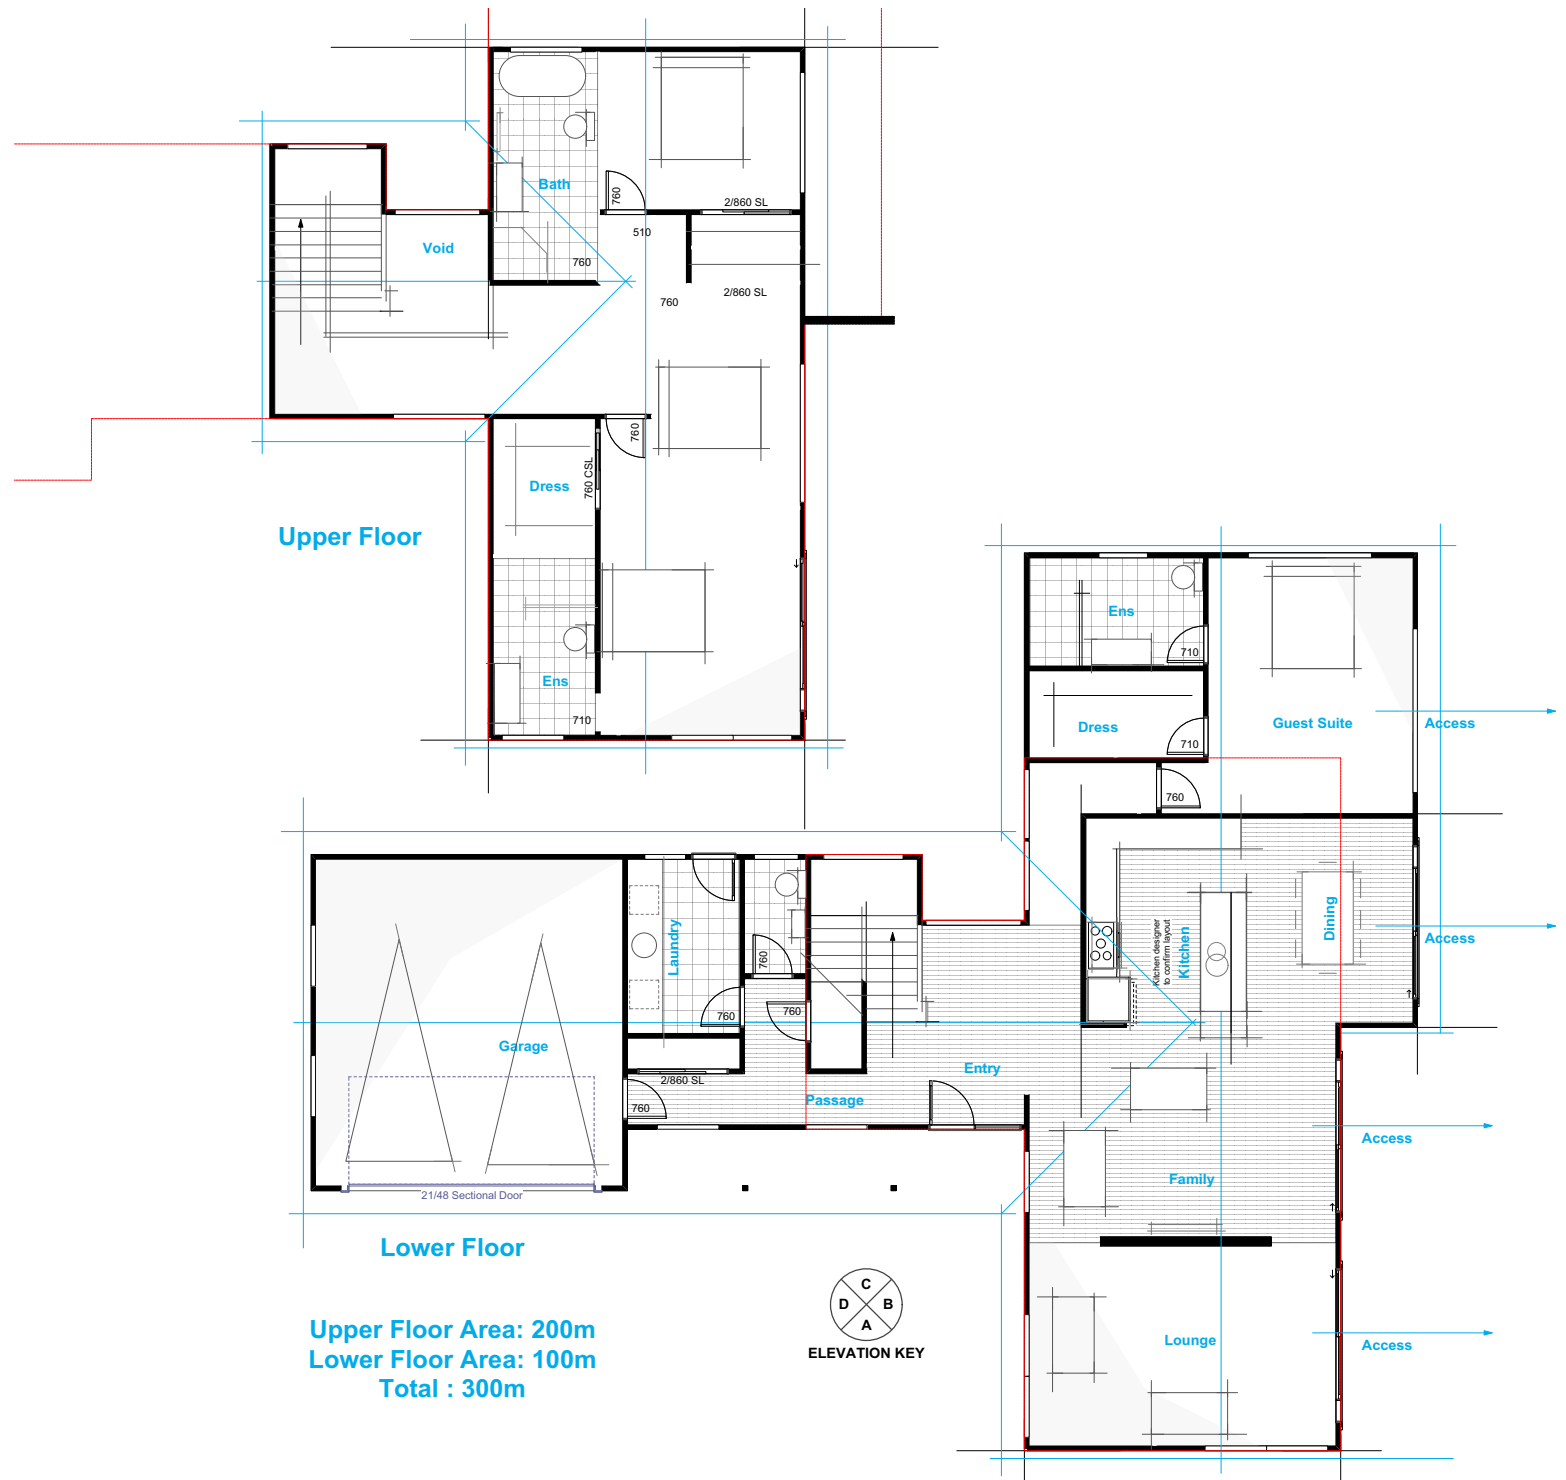 Bath
760
2/860 SL
510
Void
760
2/860 SL
760
760
760 CSL
Dress
Upper Floor
Ens
710
Ens
710
Dress
710
Guest Suite
Access
760
Kitchen designer
to confirm layout
Kitchen
Dining
Access
Laundry
760
760
760
Garage
Entry
2/860 SL
Passage
760
Access
Family
21/48 Sectional Door
Lower Floor
C
D
B
A
ELEVATION KEY
Lounge
Access
Upper Floor Area: 200m
Lower Floor Area: 100m
Total : 300m